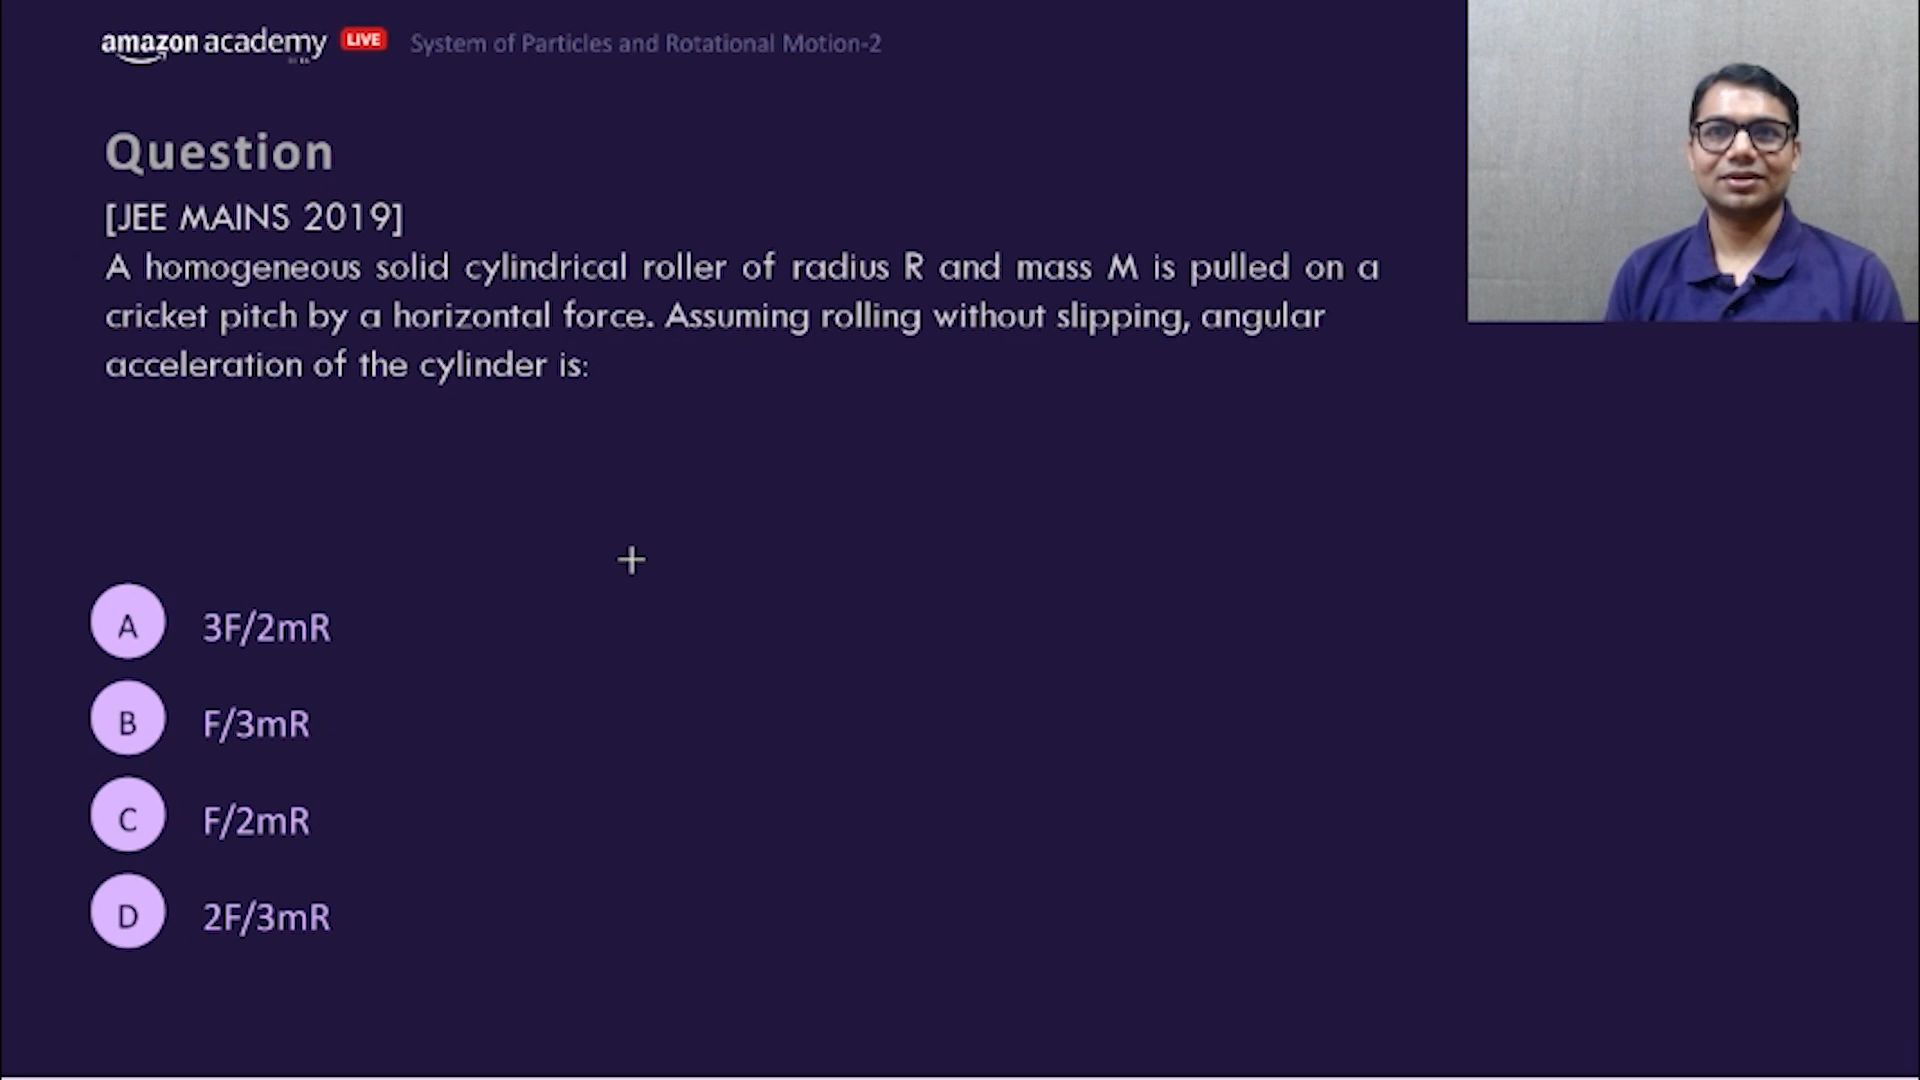 amazon academy LIVE System of Particles and Rotational Motion-2
Question
[JEE MAINS 2019]
A homogeneous solid cylindrical roller of radius R and mass M is pulled on a
cricket pitch by a horizontal force. Assuming rolling without slipping, angular
acceleration of the cylinder is:
A 3F/2mR
B F/3mR
C F/2mR
D 2F/3mR